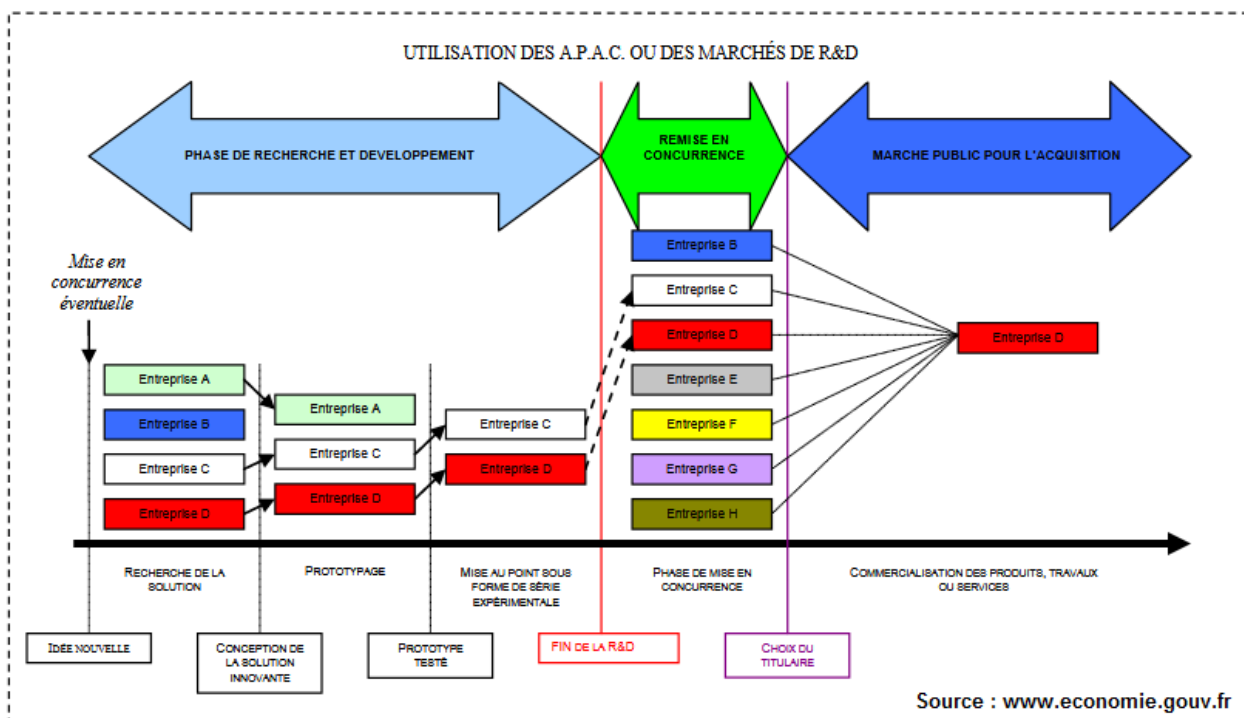 UTILISATION DES A.P.A.C. OU DES MARCHÉS DE R&D
PHASE DE RECHERCHE ET DEVELOPPEMENT
REMISE EN
CONCURRENCE
MARCHE PUBLIC POUR L'ACQUISITION
Mise en
concurrence
éventuelle
Entreprise A
Entreprise B
Entreprise C
Entreprise D
Entreprise A
Entreprise C
Entreprise D
Entreprise C
Entreprise D
Entreprise B
Entreprise C
Entreprise D
Entreprise E
Entreprise F
Entreprise G
Entreprise H
Entreprise D
RECHERCHE DE LA
SOLUTION
PROTOTYPAGE
MISE AU POINT SOUS
FORME DE SÉRIE
EXPÉRIMENTALE
PHASE DE MISE EN
CONCURRENCE
COMMERCIALISATION DES PRODUITS, TRAVAUX
OU SERVICES
IDÉE NOUVELLE
CONCEPTION DE
LA SOLUTION
INNOVANTE
PROTOTYPE
TESTÉ
FIN DE LA R&D
CHOIX DU
TITULAIRE
Source : www.economie.gouv.fr